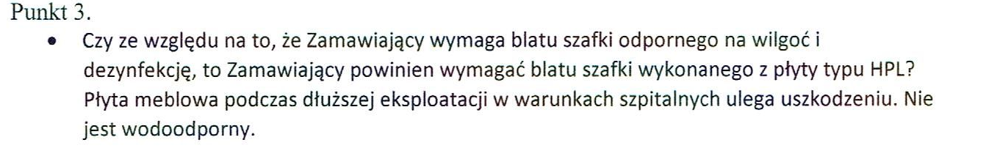 Punkt 3.
• Czy ze względu na to, że Zamawiający wymaga blatu szafki odpornego na wilgoć i
dezynfekcję, to Zamawiający powinien wymagać blatu szafki wykonanego z płyty typu HPL?
Płyta meblowa podczas dłuższej eksploatacji w warunkach szpitalnych ulega uszkodzeniu. Nie
jest wodoodporny.